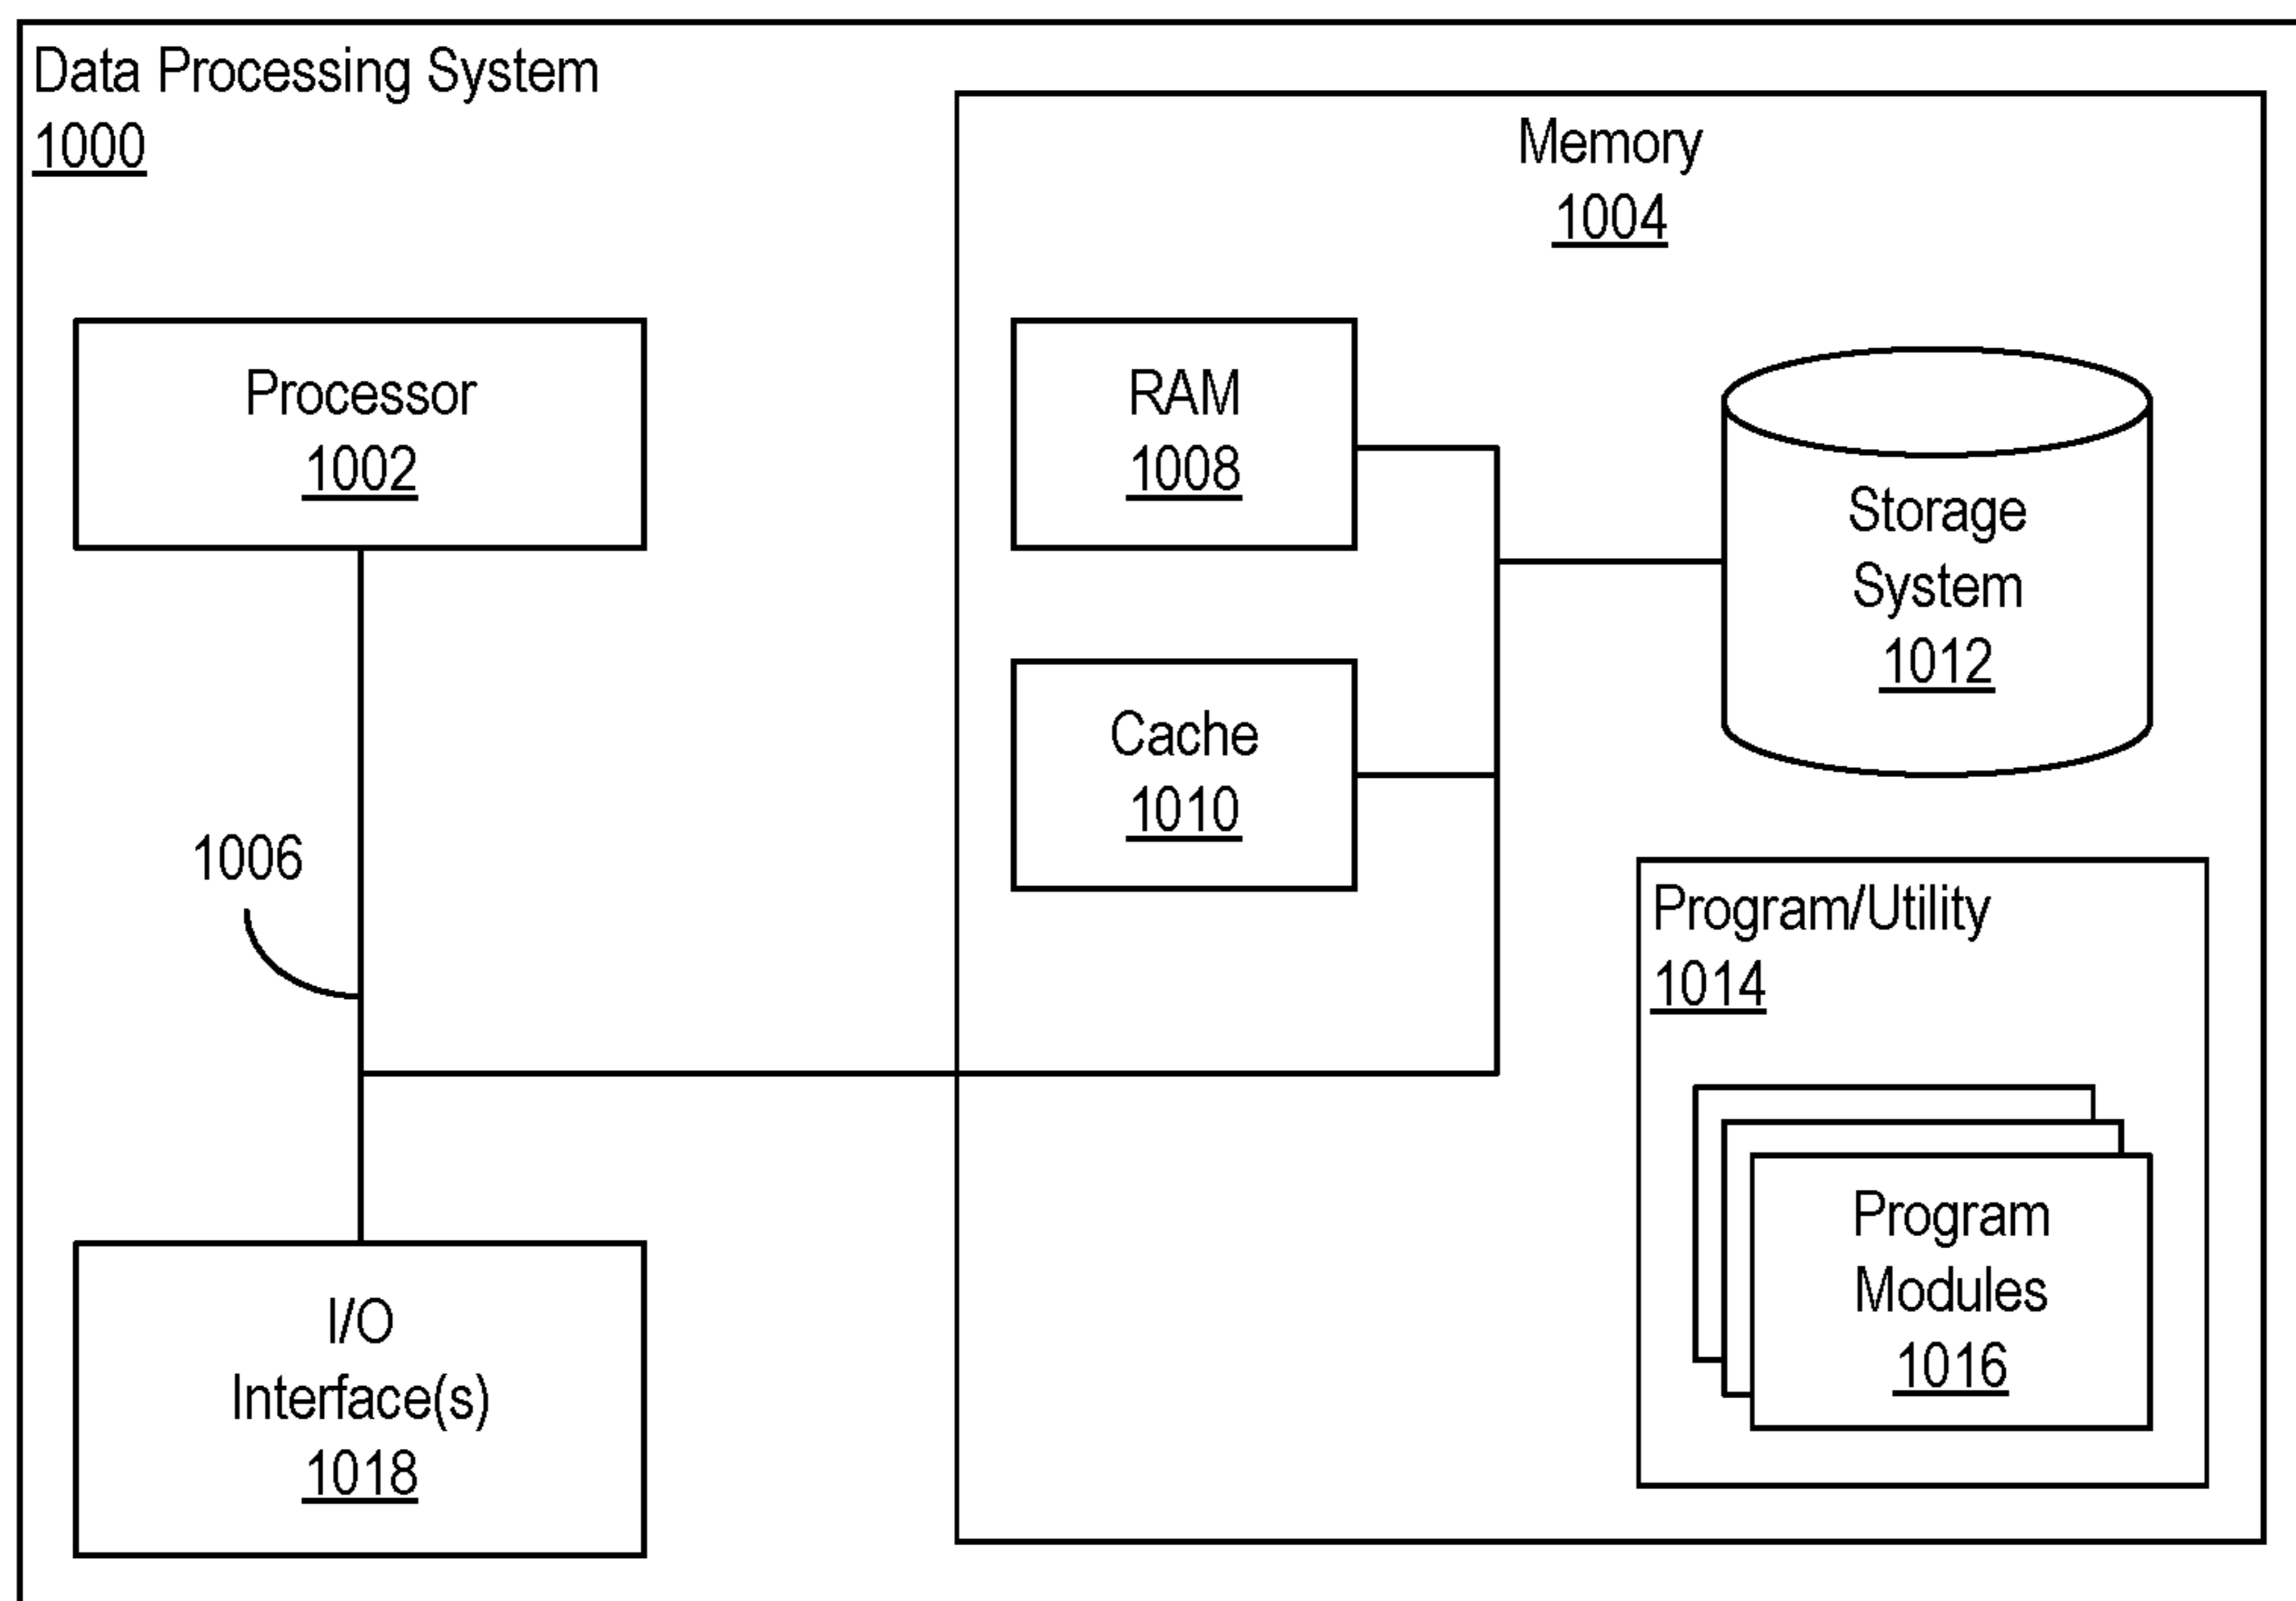 Data Processing System
1000
Memory
1004
Processor
1002
RAM
1008
Storage
System
1012
Cache
1010
1006
Program/Utility
1014
Program
Modules
1016
I/O
Interface(s)
1018